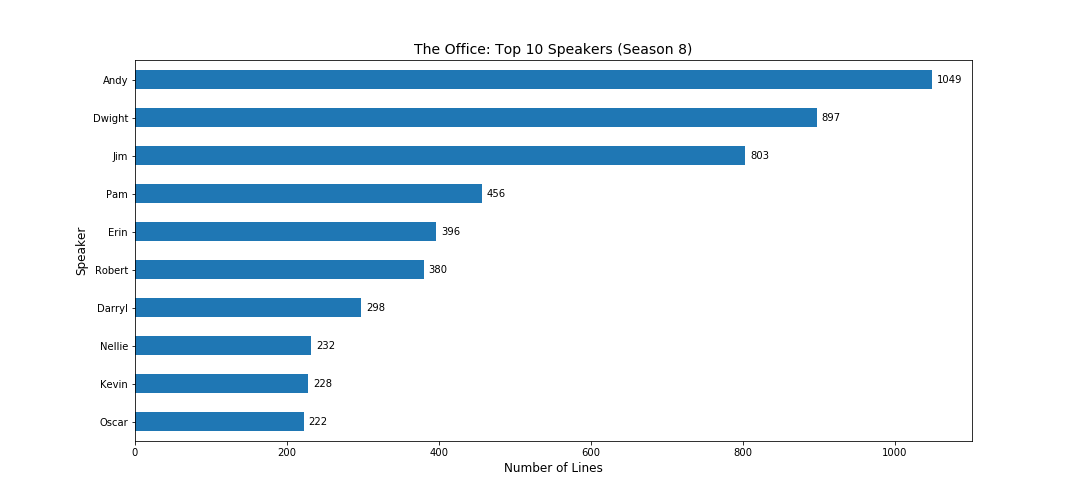 The Office: Top 10 Speakers (Season 8)
Speaker
Andy 1049
Dwight 897
Jim 803
Pam 456
Erin 396
Robert 380
Darryl 298
Nellie 232
Kevin 228
Oscar 222
0 200 400 600 800 1000
Number of Lines